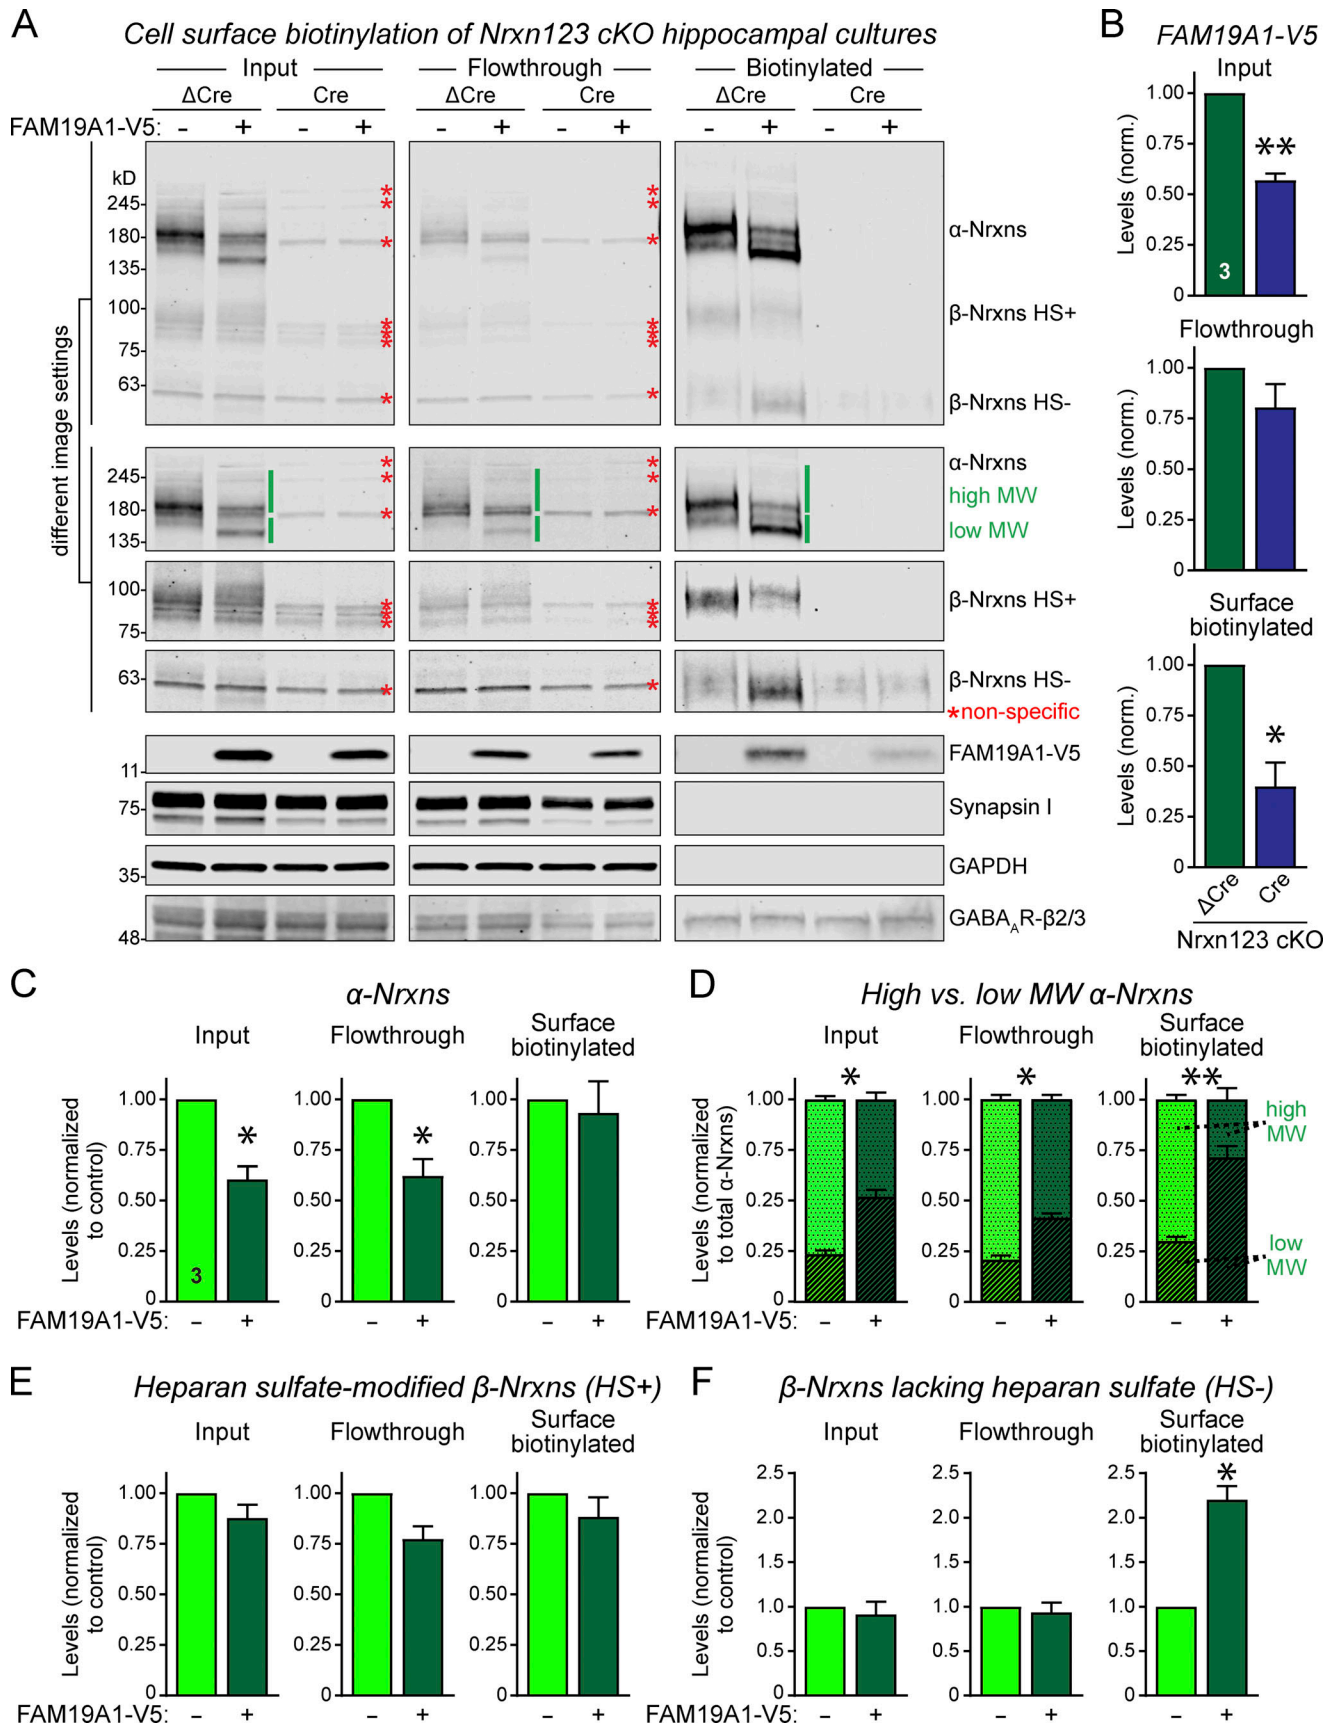 A
Cell surface biotinylation of Nrxn123 cKO hippocampal cultures
Input
Flowthrough
Biotinylated
ΔCre
Cre
ΔCre
Cre
ΔCre
Cre
FAM19A1-V5:
-
+
-
+
-
+
-
+
-
+
-
+
kD
245
180
135
100
75
63
*
*
*
*
*
*
*
*
*
*
*
*
*
*
α-Nrxns
β-Nrxns HS+
β-Nrxns HS-
different image settings
245
180
135
*
*
*
*
*
*
α-Nrxns
high MW
low MW
100
75
*
*
*
*
*
*
β-Nrxns HS+
63
*
*
β-Nrxns HS-
*non-specific
11
FAM19A1-V5
75
Synapsin I
35
GAPDH
48
GABAAR-β2/3
B
FAM19A1-V5
Input
Levels (norm.)
1.00
0.75
0.50
0.25
0
3
**
Flowthrough
Levels (norm.)
1.00
0.75
0.50
0.25
0
Surface
biotinylated
Levels (norm.)
1.00
0.75
0.50
0.25
0
*
ΔCre
Cre
Nrxn123 cKO
C
α-Nrxns
Input
Flowthrough
Surface
biotinylated
Levels (normalized
to control)
1.00
0.75
0.50
0.25
0
3
*
1.00
0.75
0.50
0.25
0
*
1.00
0.75
0.50
0.25
0
FAM19A1-V5:
–
+
–
+
–
+
D
High vs. low MW α-Nrxns
Input
Flowthrough
Surface
biotinylated
Levels (normalized
to total α-Nrxns)
1.00
0.75
0.25
0.25
0
*
1.00
0.75
0.50
0.25
0
*
1.00
0.75
0.50
0.25
0
**
high
MW
low
MW
FAM19A1-V5:
–
+
–
+
–
+
E
Heparan sulfate-modified β-Nrxns (HS+)
Input
Flowthrough
Surface
biotinylated
Levels (normalized
to control)
1.00
0.75
0.50
0.25
0
1.00
0.75
0.50
0.25
0
1.00
0.75
0.50
0.25
0
FAM19A1-V5:
–
+
–
+
–
+
F
β-Nrxns lacking heparan sulfate (HS-)
Input
Flowthrough
Surface
biotinylated
Levels (normalized
to control)
2.5
2.0
1.5
1.0
0.5
0
2.5
2.0
1.5
1.0
0.5
0
2.5
2.0
1.5
1.0
0.5
0
*
FAM19A1-V5:
–
+
–
+
–
+